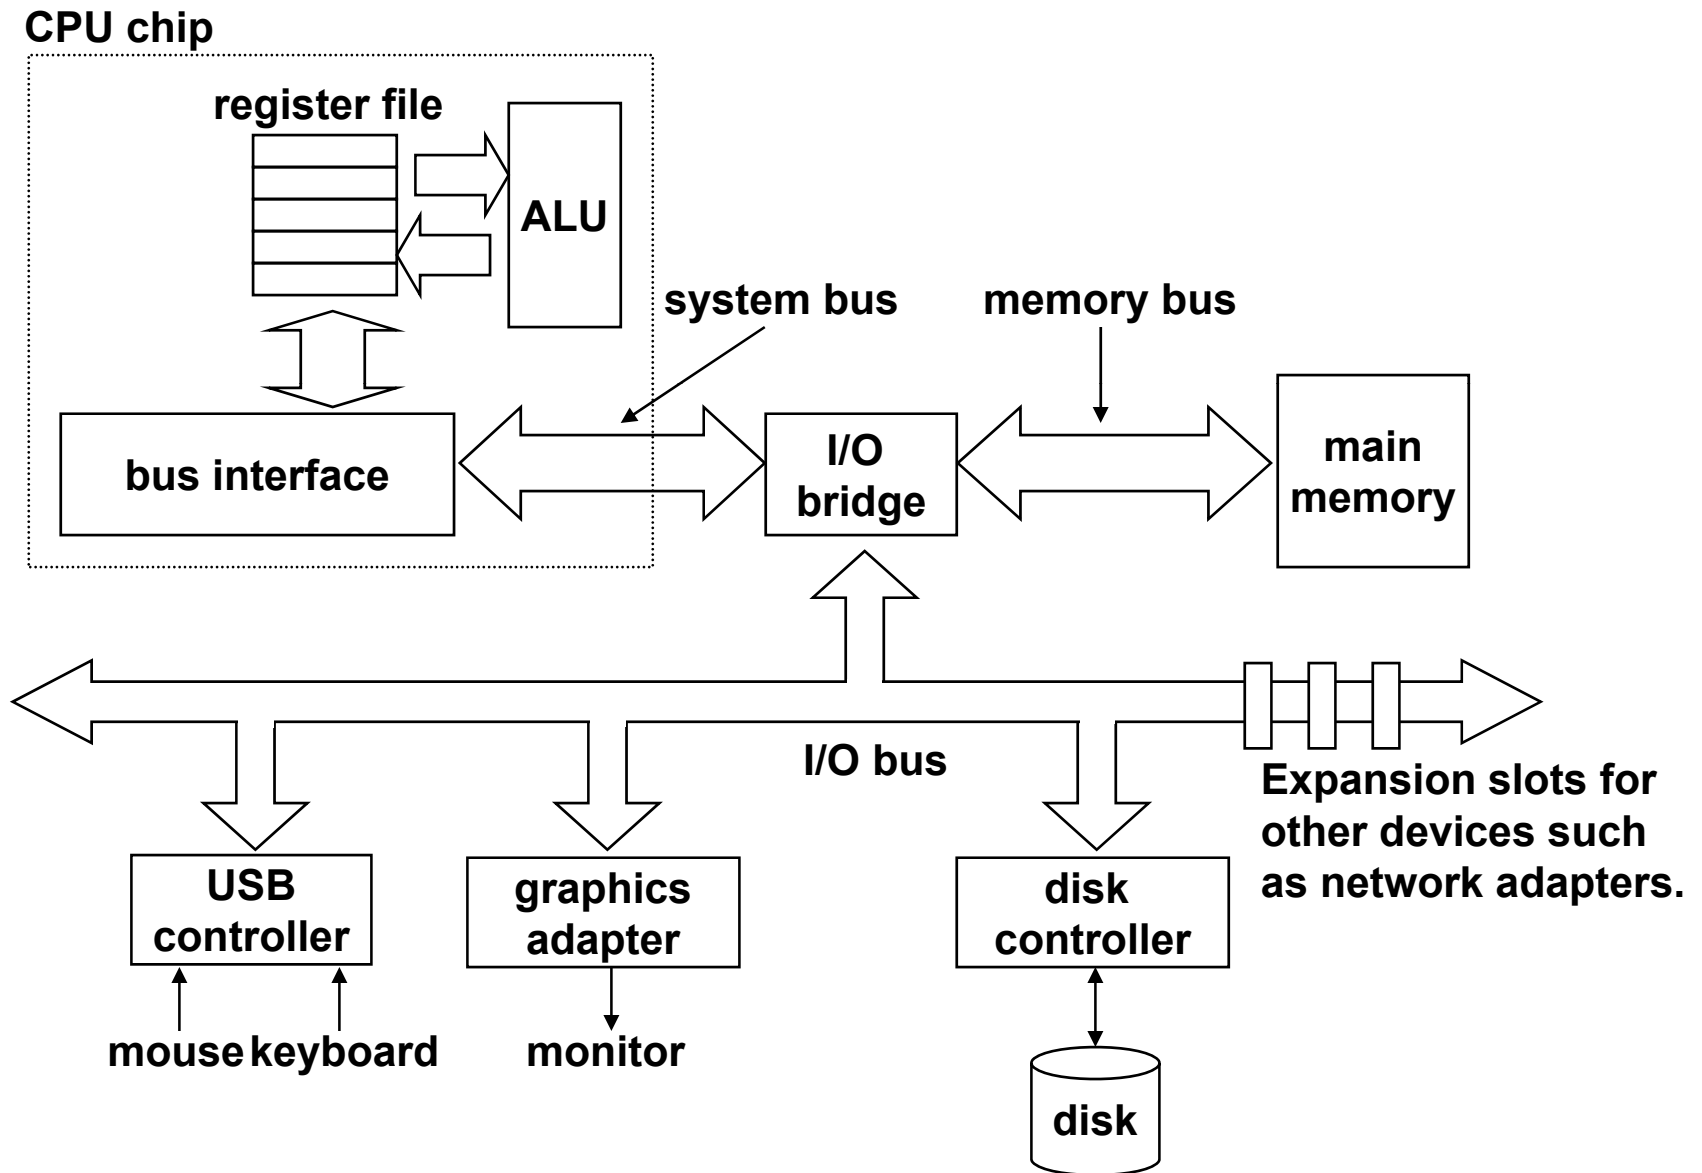 CPU chip
register file
ALU
system bus
memory bus
bus interface
I/O
bridge
main
memory
I/O bus
Expansion slots for
other devices such
as network adapters.
USB
controller
graphics
adapter
disk
controller
mouse
keyboard
monitor
disk